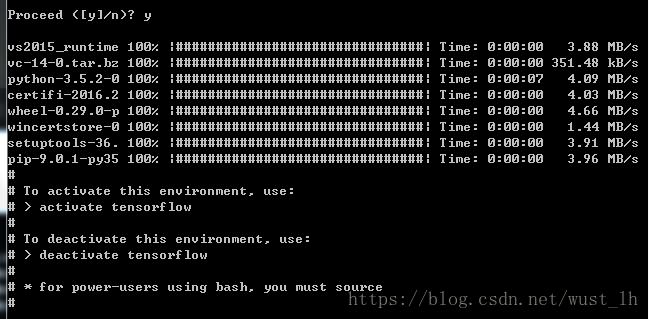 Proceed ([y]/n)? y
vs2015_runtime 100% |###############################| Time: 0:00:00   3.88 MB/s
vc-14-0.tar.bz 100% |###############################| Time: 0:00:00 351.48 kB/s
python-3.5.2-0 100% |###############################| Time: 0:00:07   4.09 MB/s
certifi-2016.2 100% |###############################| Time: 0:00:00   4.03 MB/s
wheel-0.29.0-p 100% |###############################| Time: 0:00:00   4.66 MB/s
wincertstore-0 100% |###############################| Time: 0:00:00   1.44 MB/s
setuptools-36. 100% |###############################| Time: 0:00:00   3.91 MB/s
pip-9.0.1-py35 100% |###############################| Time: 0:00:00   3.96 MB/s
#
# To activate this environment, use:
# > activate tensorflow
#
# To deactivate this environment, use:
# > deactivate tensorflow
#
# * for power-users using bash, you must source
#
https://blog.csdn.net/wust_lh